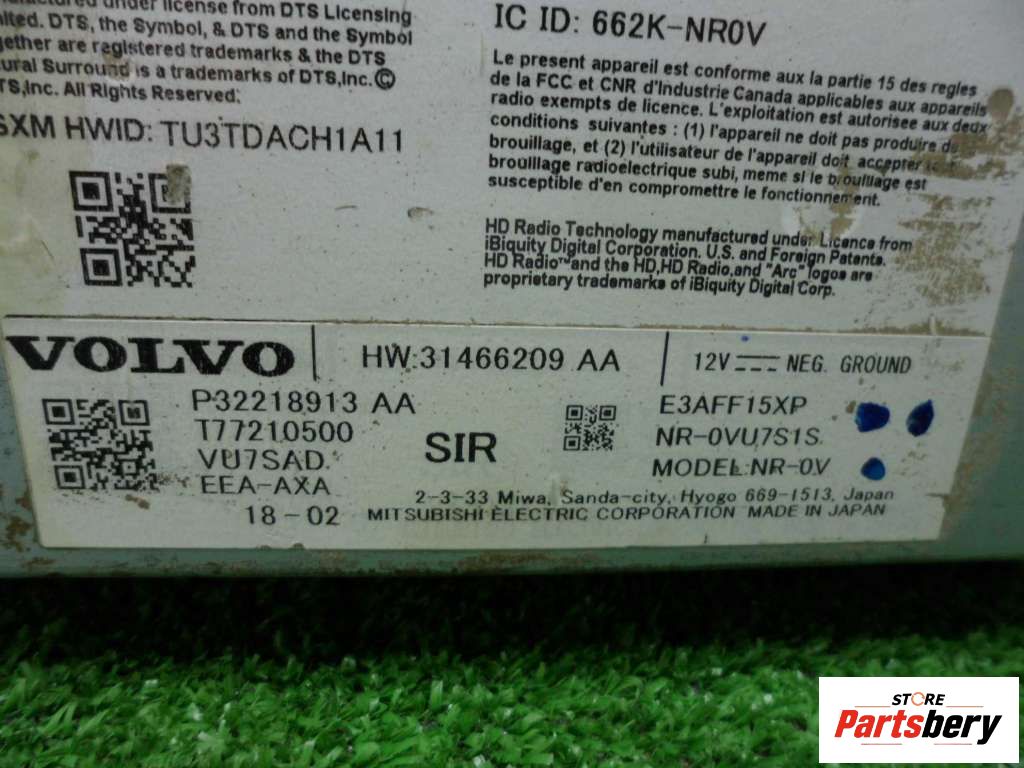 under license from DTS Licensing
DTS, the Symbol, & DTS and the Symbol
are registered trademarks & the DTS
Surround is a trademarks of DTS,Inc.©
Inc. All Rights Reserved.
SXM HWID: TU3TDACH1A11
IC ID: 662K-NR0V
Le present appareil est conforme aux la partie 15 des regles
de la FCC et CNR d'Industrie Canada applicables aux appareils
radio exempts de licence. L'exploitation est autorisee aux deux
conditions suivantes : (1) l'appareil ne doit pas produire de
brouillage, et (2) l'utilisateur de l'appareil doit accepter
brouillage radioelectrique subi, meme si le brouillage est
susceptible d'en compromettre le fonctionnement.
HD Radio Technology manufactured under Licence from
iBiquity Digital Corporation. U.S. and Foreign Patents.
HD Radio™and the HD,HD Radio,and "Arc" logos are
proprietary trademarks of iBiquity Digital Corp.
VOLVO
HW:31466209 AA
12V NEG. GROUND
P32218913 AA
T77210500
VU7SAD.
EEA-AXA
18-02
SIR
E3AFF15XP
NR-0VU7S1S.
MODEL:NR-0V
2-3-33 Miwa, Sanda-city, Hyogo 669-1513, Japan
MITSUBISHI ELECTRIC CORPORATION MADE IN JAPAN
STORE
Partsbery